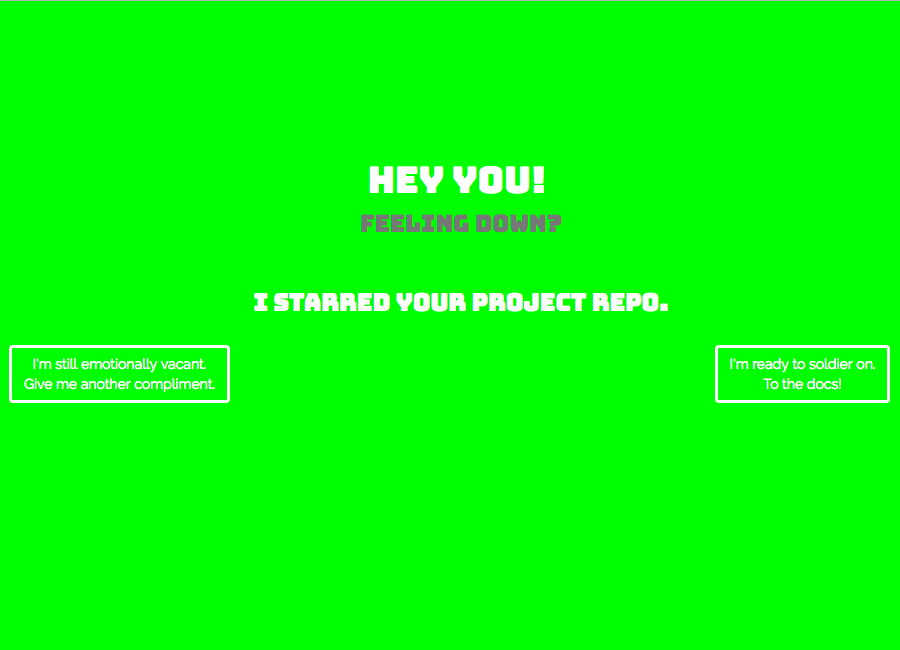 HEY YOU!
FEELING DOWN?
I STARRED YOUR PROJECT REPO.
I'm still emotionally vacant.
Give me another compliment.
I'm ready to soldier on.
To the docs!